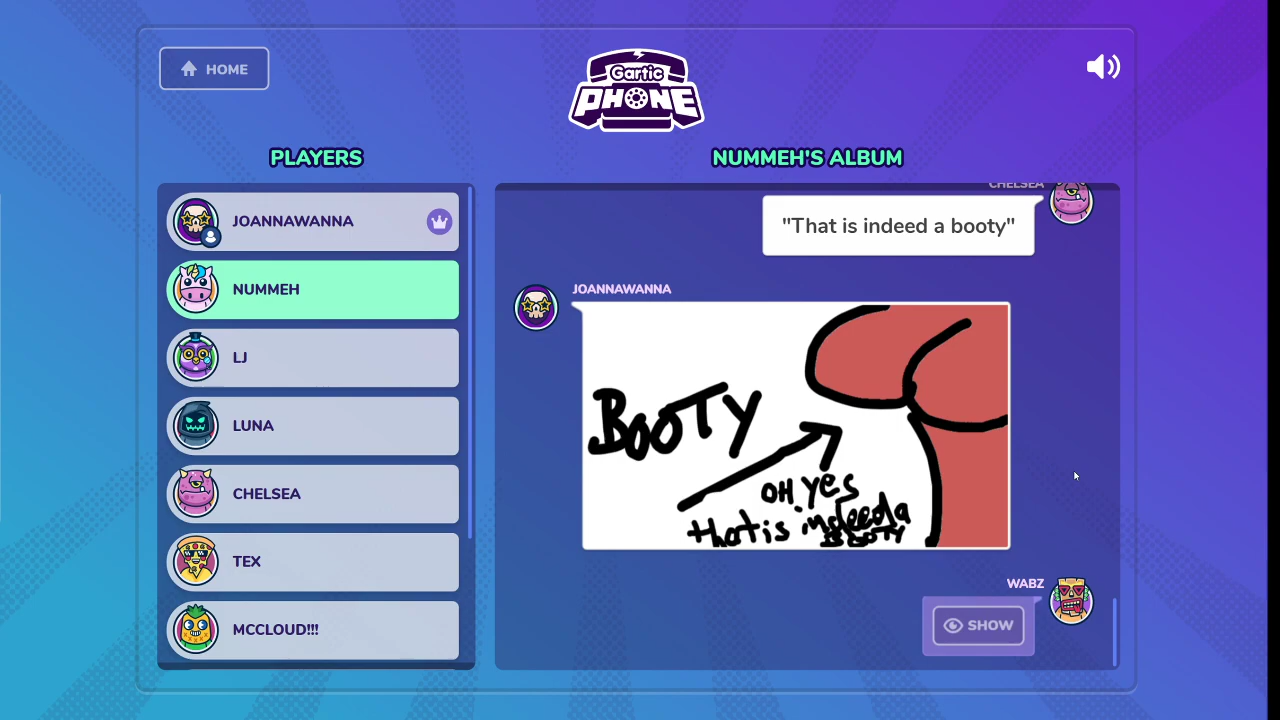 HOME
Gartic
PHONE
PLAYERS
NUMMEH'S ALBUM
JOANNAWANNA
NUMMEH
LJ
LUNA
CHELSEA
TEX
MCCLOUD!!!
CHELSEA
"That is indeed a booty"
JOANNAWANNA
BOOTY
OH YES
that is indeed a
BOOTY
WABZ
SHOW